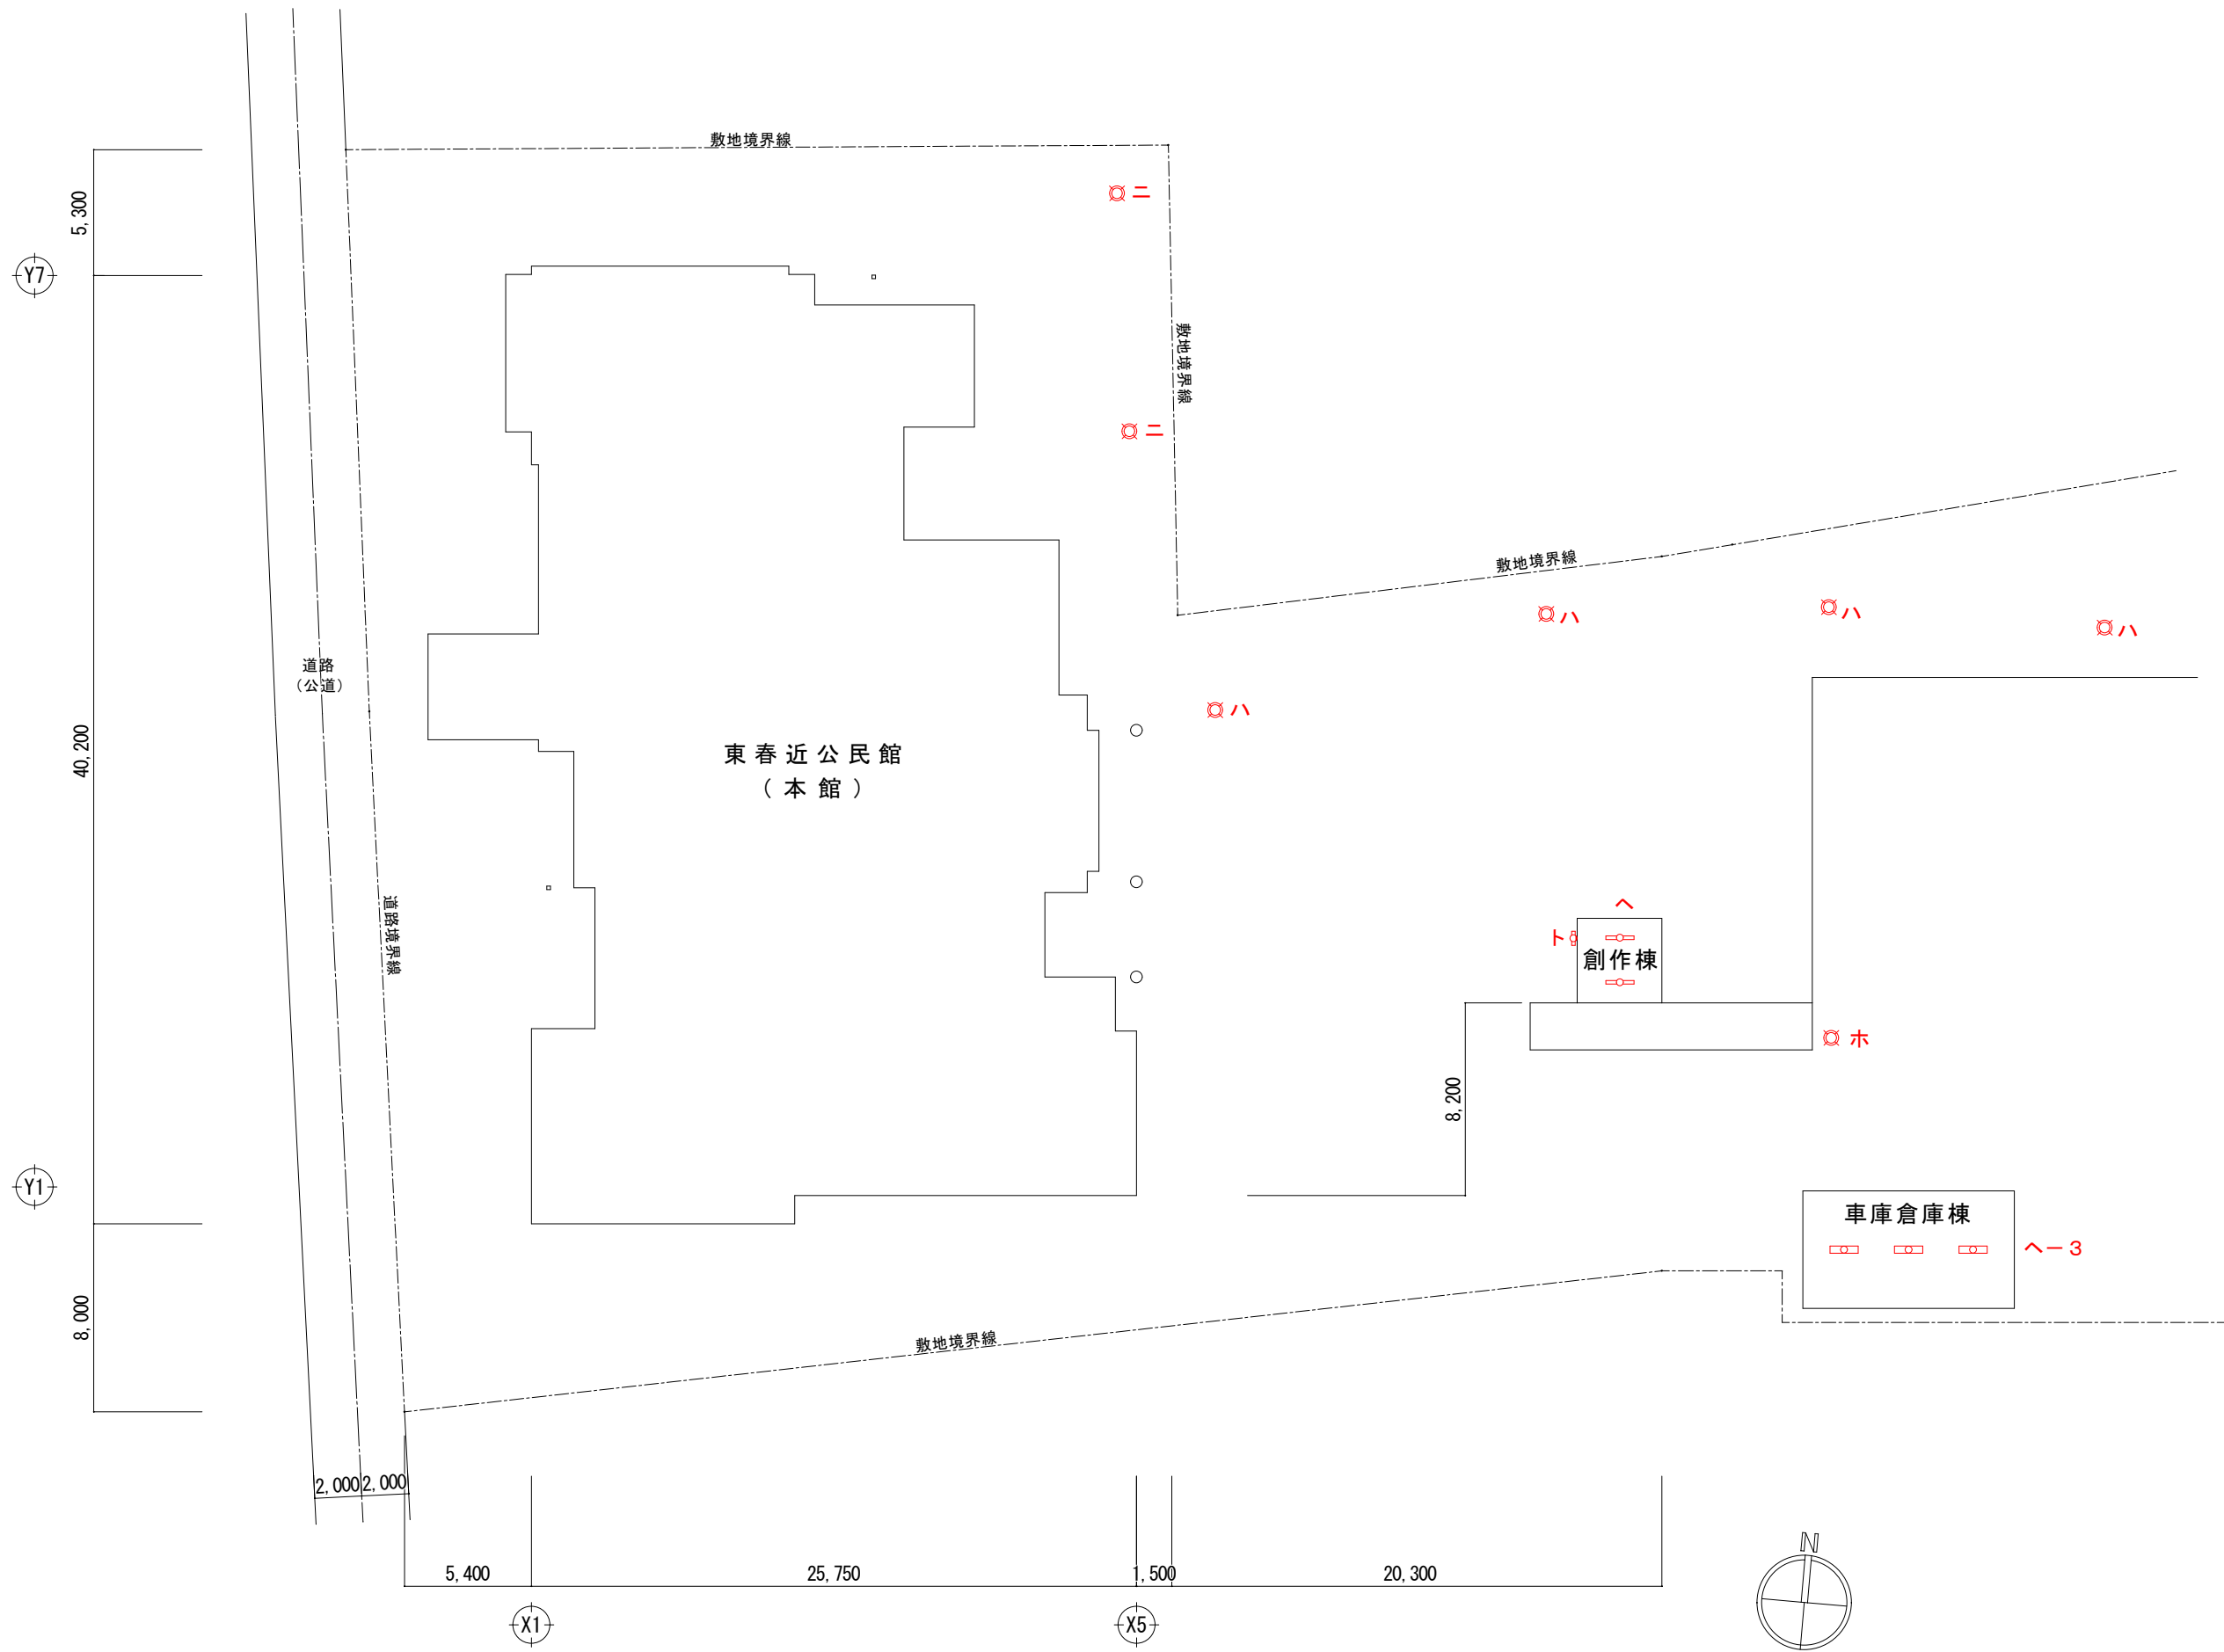 敷地境界線
5,300
ニ
Y7
敷地境界線
ニ
敷地境界線
ハ
ハ
ハ
道路
(公道)
ハ
40,200
東春近公民館
(本館)
道路境界線
ヘ
ト
創作棟
ホ
8,200
Y1
車庫倉庫棟
ヘー3
8,000
敷地境界線
2,000
2,000
N
5,400
25,750
1,500
20,300
X1
X5